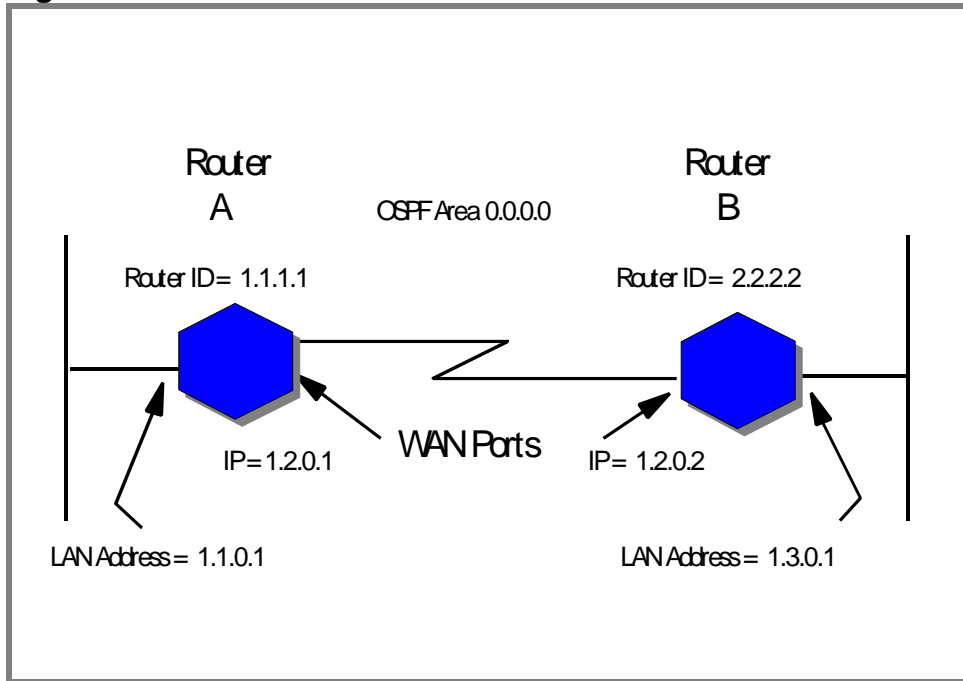 Router
A
OSPF Area 0.0.0.0
Router
B
Router ID = 1.1.1.1
Router ID = 2.2.2.2
WAN Ports
IP = 1.2.0.1
IP = 1.2.0.2
LAN Address = 1.1.0.1
LAN Address = 1.3.0.1